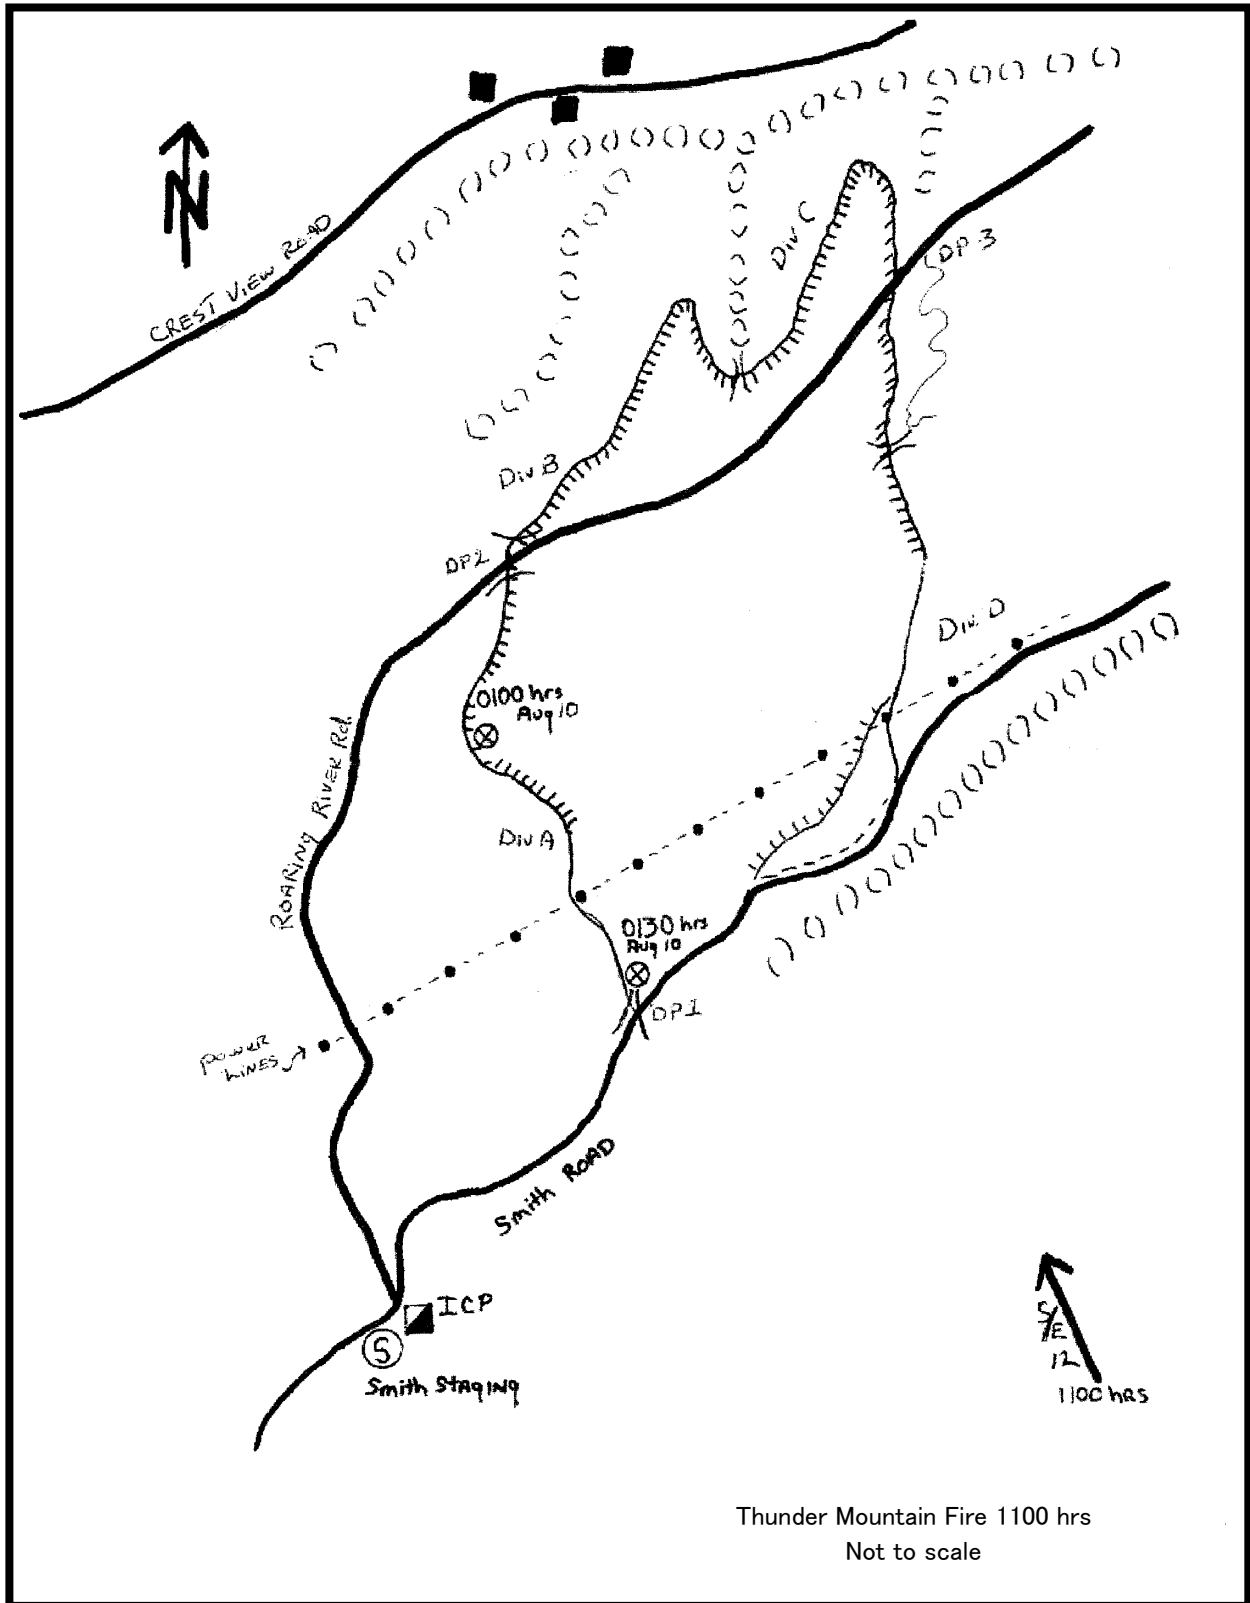 N
CREST VIEW ROAD
Div C
DP 3
Div B
DP2
0100 hrs
Aug 10
Div D
ROARING RIVER Rd.
Div A
0130 hrs
Aug 10
DP1
POWER
LINES
Smith ROAD
ICP
S
Smith STAgINg
S/E
12
1100 hRS
Thunder Mountain Fire 1100 hrs
Not to scale